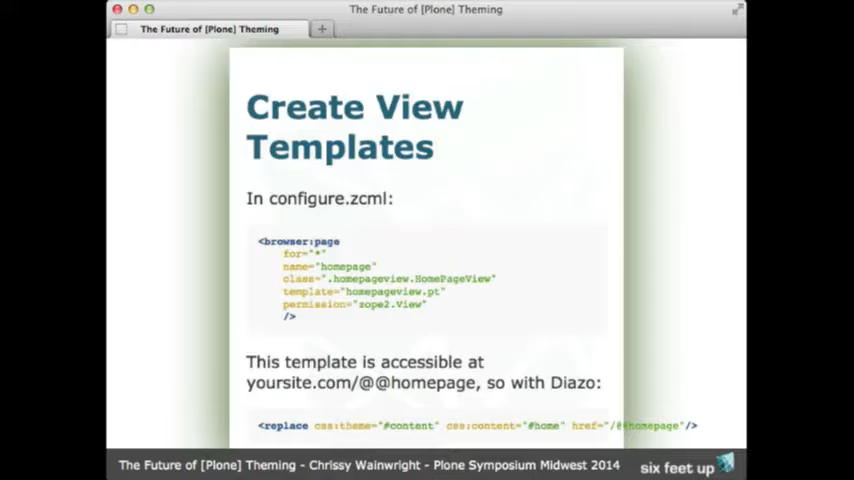 The Future of [Plone] Theming
The Future of [Plone] Theming
Create View
Templates
In configure.zcml:
<browser:page
for="*"
name="homepage"
class=".homepageview.HomePageView"
template="homepageview.pt"
permission="zope2.View"
/>
This template is accessible at
yoursite.com/@@homepage, so with Diazo:
<replace css:theme="#content" css:content="#home" href="/@@homepage"/>
The Future of [Plone] Theming - Chrissy Wainwright - Plone Symposium Midwest 2014
six feet up